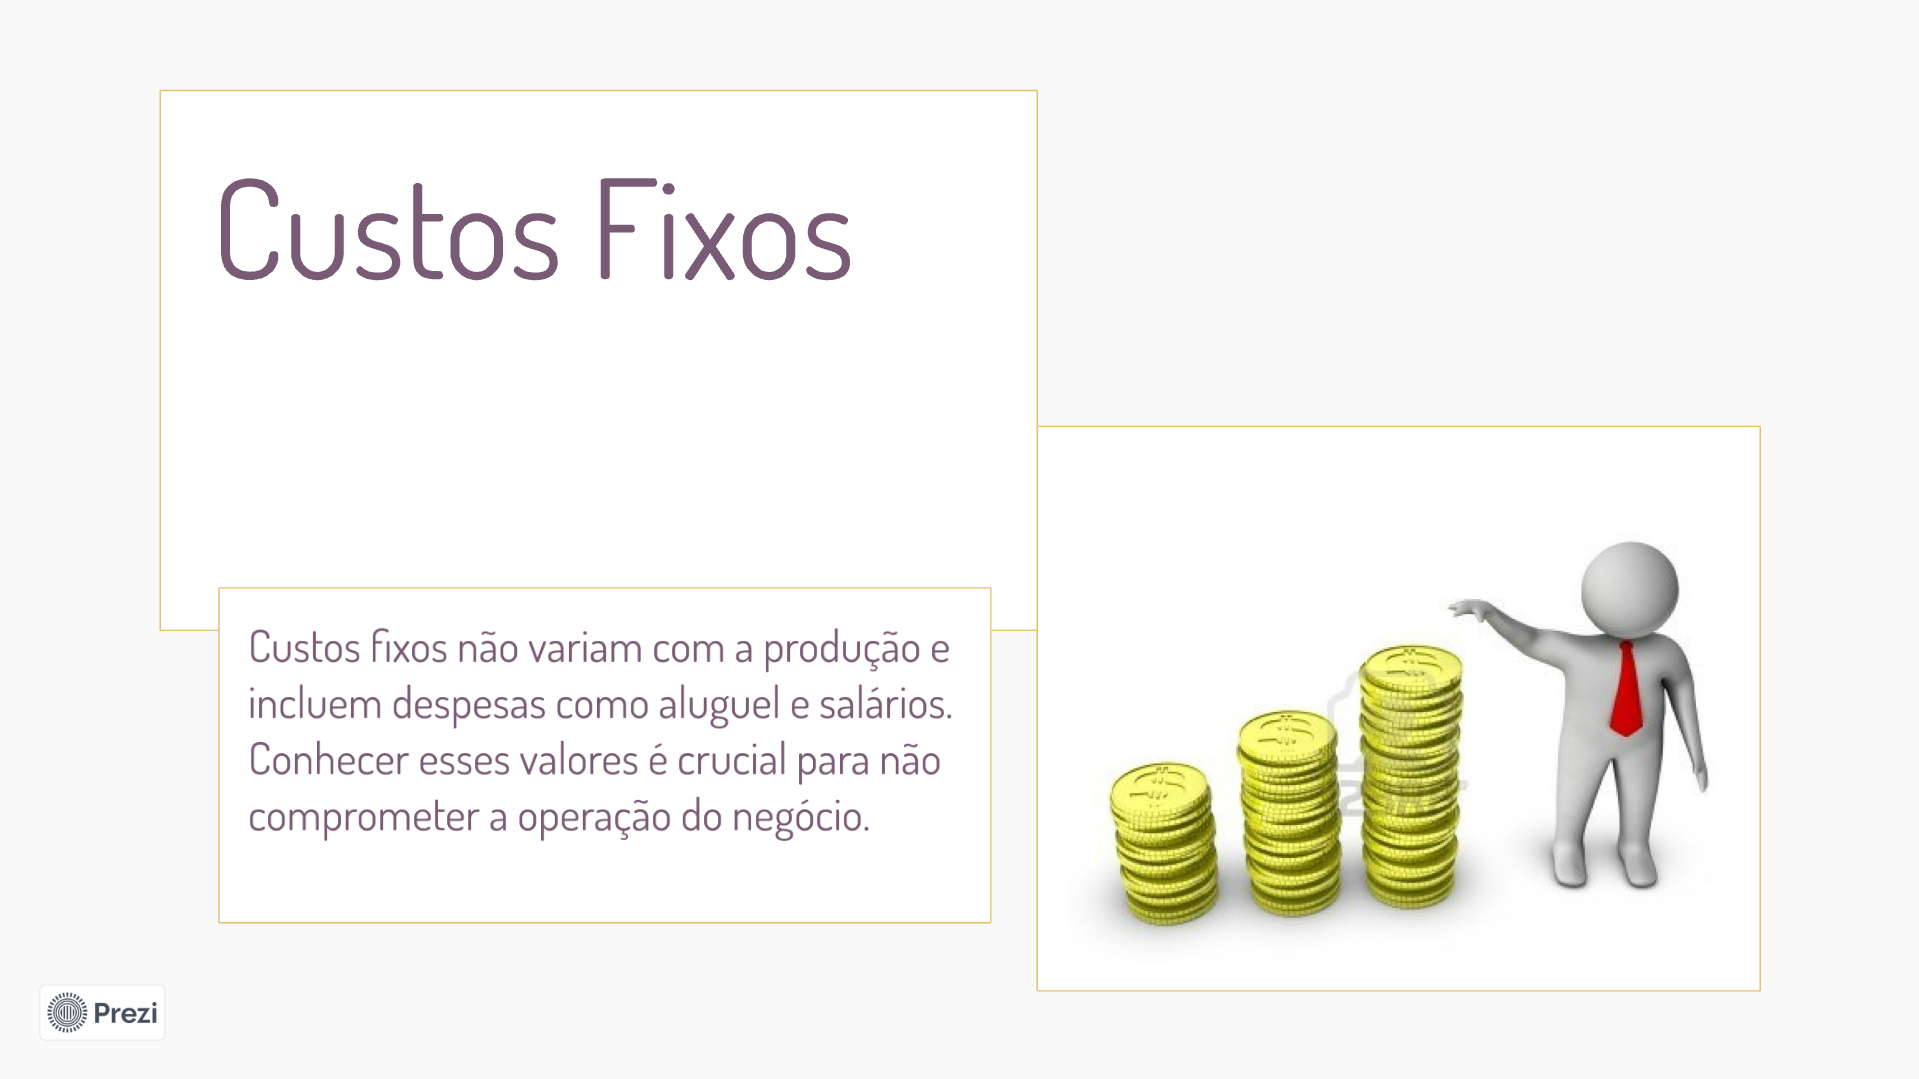 Custos Fixos
Custos fixos não variam com a produção e
incluem despesas como aluguel e salários.
Conhecer esses valores é crucial para não
comprometer a operação do negócio.
Prezi